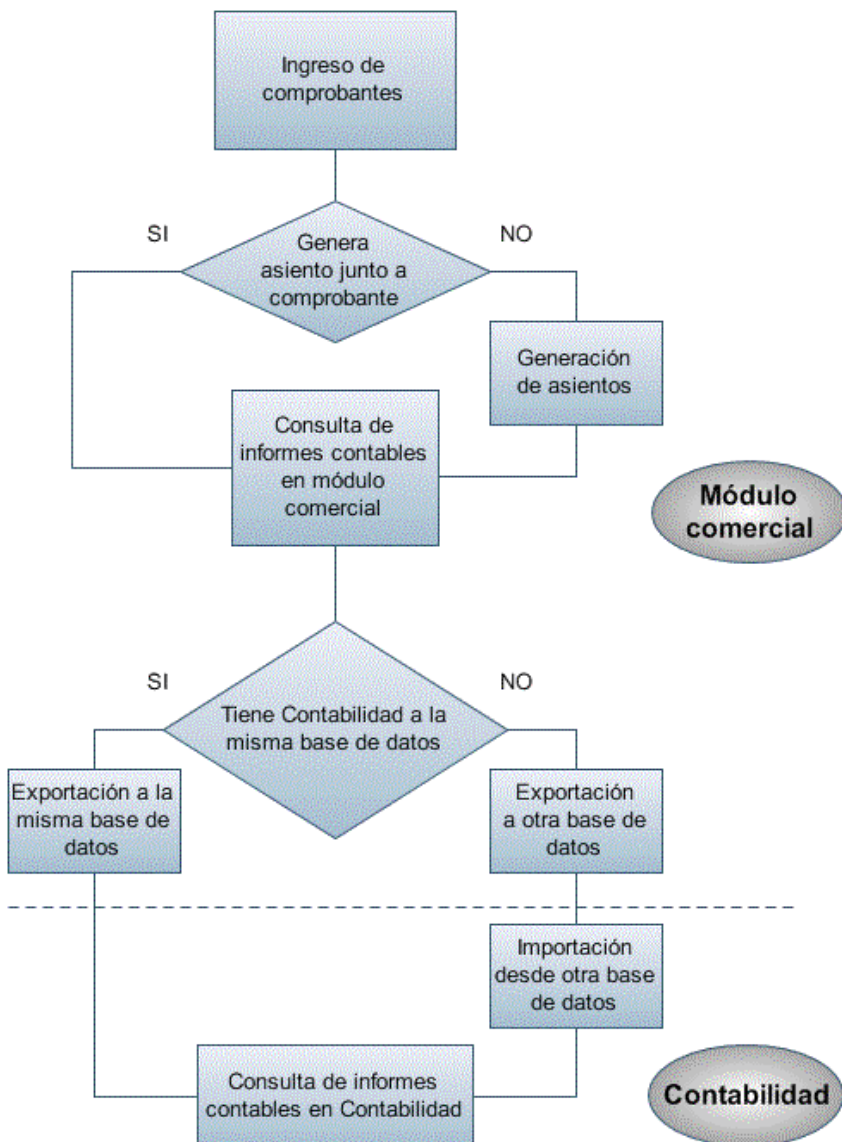 Ingreso de
comprobantes
SI
NO
Genera
asiento junto a
comprobante
Generación
de asientos
Consulta de
informes contables
en módulo
comercial
Módulo
comercial
SI
NO
Tiene Contabilidad a la
misma base de datos
Exportación a la
misma base de
datos
Exportación
a otra base de
datos
Importación
desde otra base
de datos
Consulta de informes
contables en Contabilidad
Contabilidad